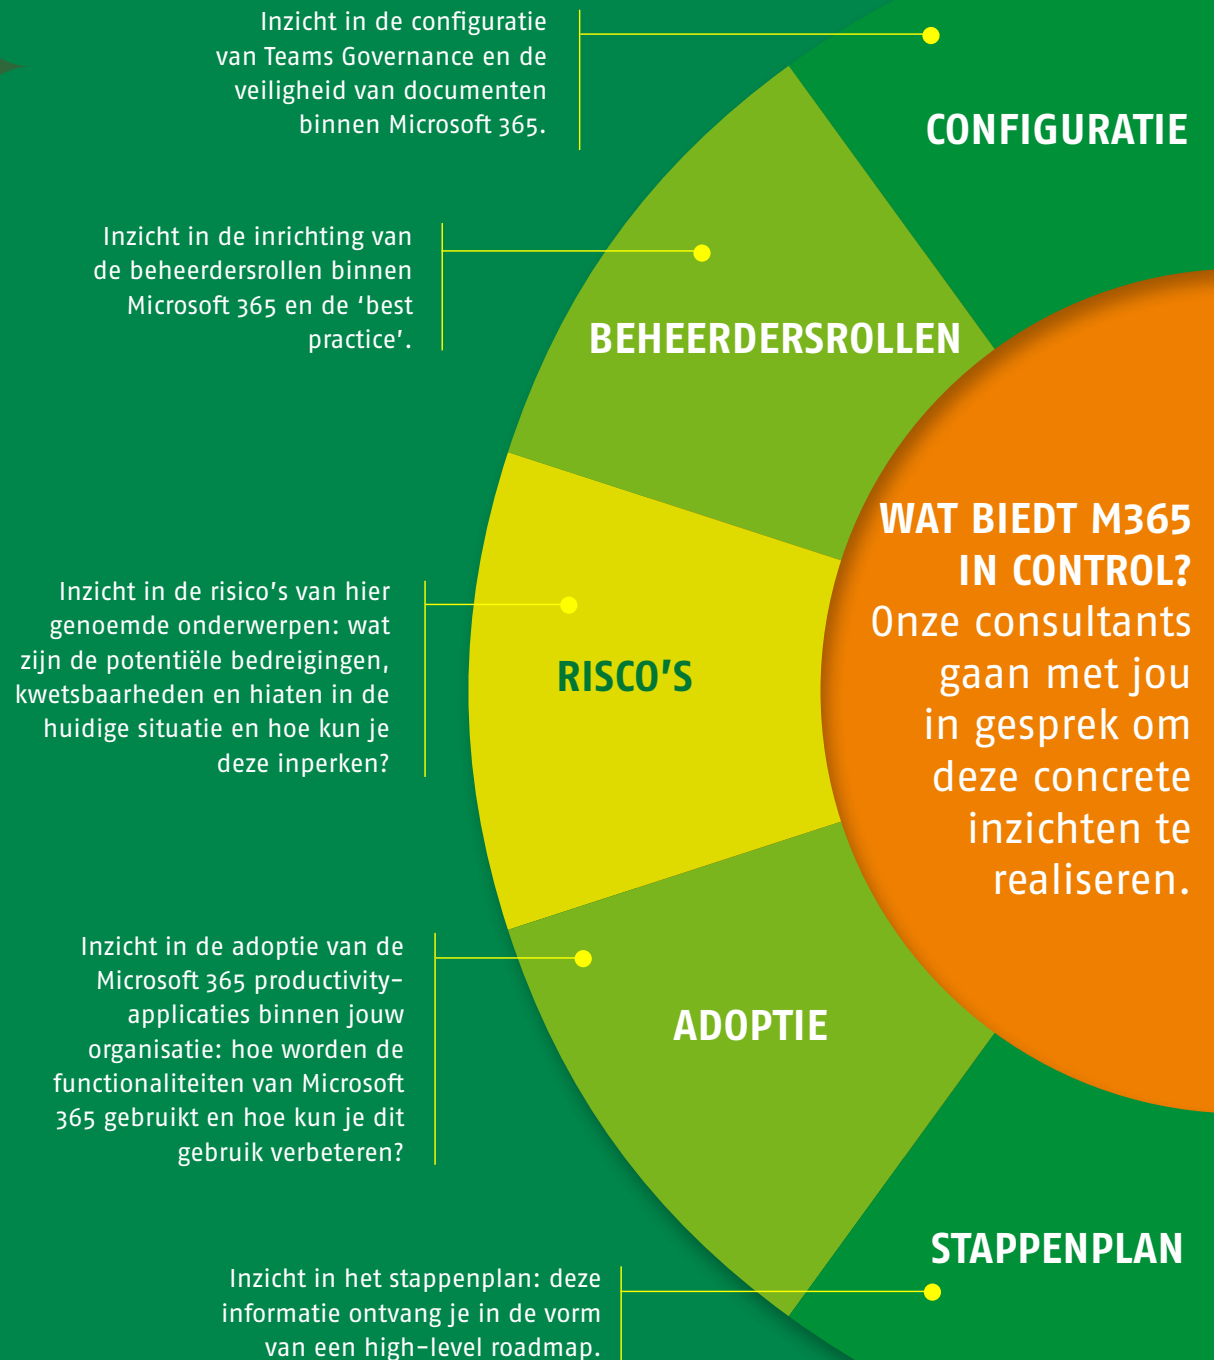 Inzicht in de configuratie
van Teams Governance en de
veiligheid van documenten
binnen Microsoft 365.
CONFIGURATIE
Inzicht in de inrichting van
de beheerdersrollen binnen
Microsoft 365 en de ‘best
practice’.
BEHEERDERSROLLEN
WAT BIEDT M365
IN CONTROL?
Onze consultants
gaan met jou
in gesprek om
deze concrete
inzichten te
realiseren.
Inzicht in de risico’s van hier
genoemde onderwerpen: wat
zijn de potentiële bedreigingen,
kwetsbaarheden en hiaten in de
huidige situatie en hoe kun je
deze inperken?
RISCO’S
Inzicht in de adoptie van de
Microsoft 365 productivity-
applicaties binnen jouw
organisatie: hoe worden de
functionaliteiten van Microsoft
365 gebruikt en hoe kun je dit
gebruik verbeteren?
ADOPTIE
STAPPENPLAN
Inzicht in het stappenplan: deze
informatie ontvang je in de vorm
van een high-level roadmap.